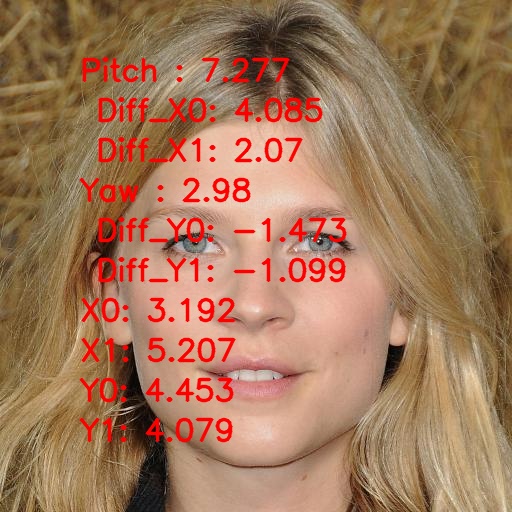 Pitch : 7.277
Diff_X0: 4.085
Diff_X1: 2.07
Yaw : 2.98
Diff_Y0: −1.473
Diff_Y1: −1.099
X0: 3.192
X1: 5.207
Y0: 4.453
Y1: 4.079